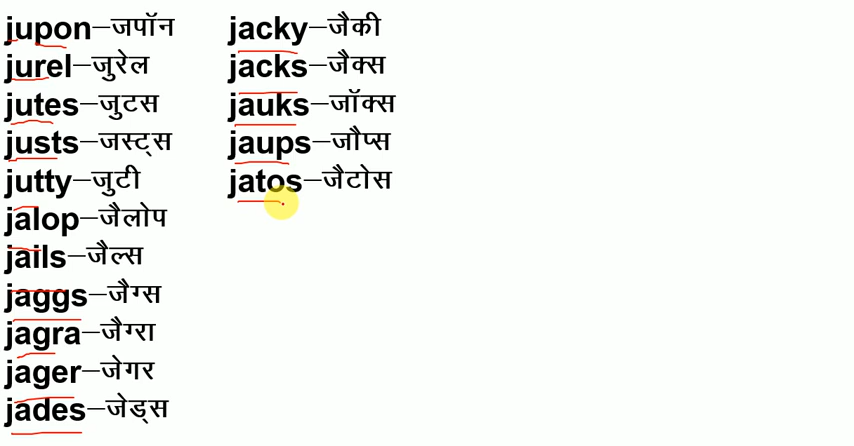 jupon–जपॉन
jurel–जुरेल
jutes–जुटस
justs–जस्ट्स
jutty–जुटी
jalop–जैलोप
jails–जैल्स
jaggs–जैग्स
jagra–जैग्रा
jager–जेगर
jades–जेड्स
jacky–जैकी
jacks–जैक्स
jauks–जॉक्स
jaups–जौप्स
jatos–जैटोस